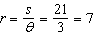 r = s/θ = 21/3 = 7